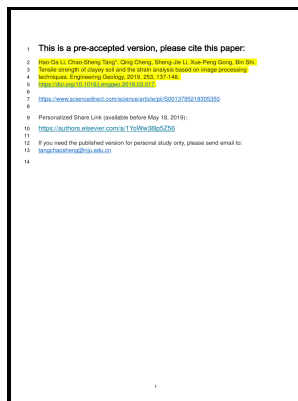 1 This is a pre-accepted version, please cite this paper:
2 Hao-Da Li, Chao-Sheng Tang*, Qing Cheng, Sheng-Jie Li, Xue-Peng Gong, Bin Shi.
3 Tensile strength of clayey soil and the strain analysis based on image processing
4 techniques. Engineering Geology, 2019, 253, 137-148.
5 https://doi.org/10.1016/j.enggeo.2019.03.017.
6
7 https://www.sciencedirect.com/science/article/pii/S0013795218305350
8
9 Personalized Share Link (available before May 18, 2019):
10 https://authors.elsevier.com/a/1YoWw38lp5Z56
11
12 If you need the published version for personal study only, please send email to:
13 tangchaosheng@nju.edu.cn
14
1